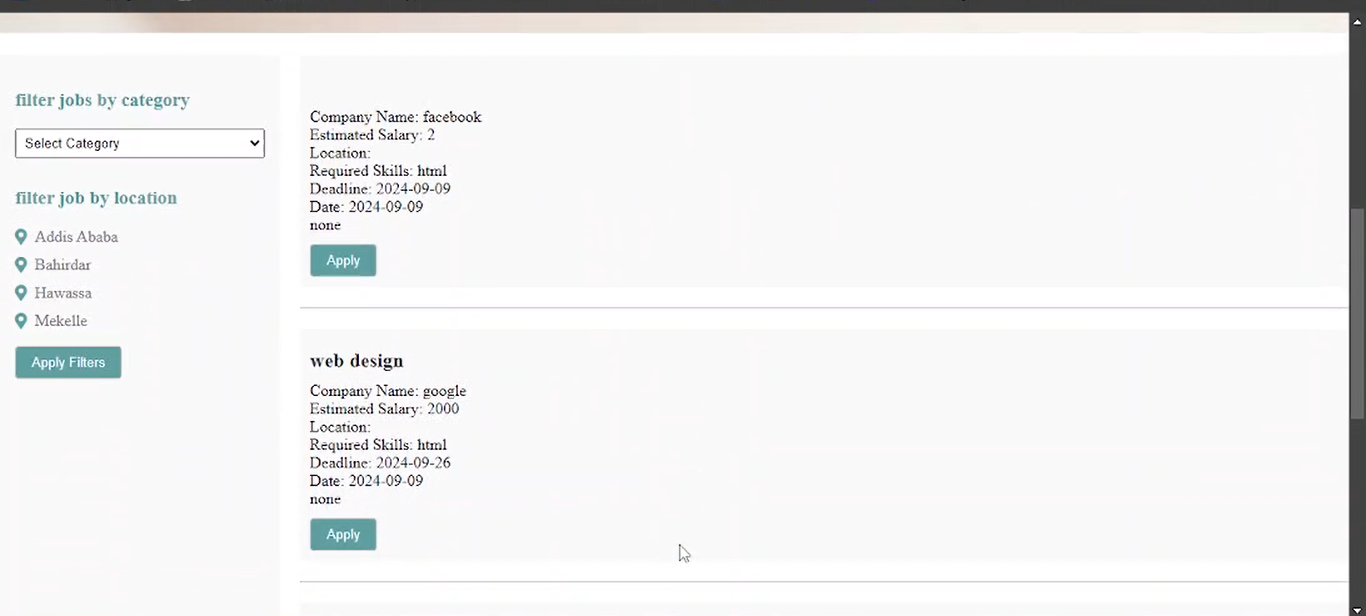 filter jobs by category
Select Category
filter job by location
Addis Ababa
Bahirdar
Hawassa
Mekelle
Apply Filters
Company Name: facebook
Estimated Salary: 2
Location:
Required Skills: html
Deadline: 2024-09-09
Date: 2024-09-09
none
Apply
web design
Company Name: google
Estimated Salary: 2000
Location:
Required Skills: html
Deadline: 2024-09-26
Date: 2024-09-09
none
Apply